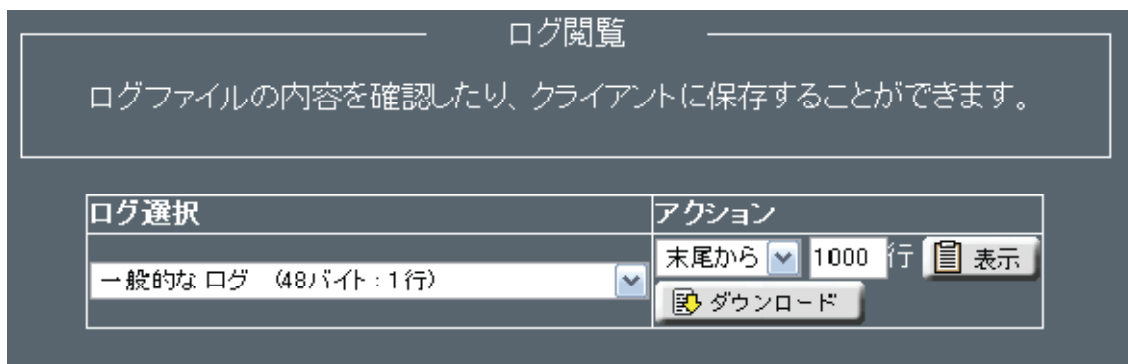 ログ閲覧
ログファイルの内容を確認したり、クライアントに保存することができます。
ログ選択 アクション
一般的な ログ （48バイト：1行） 末尾から 1000 行 表示
ダウンロード